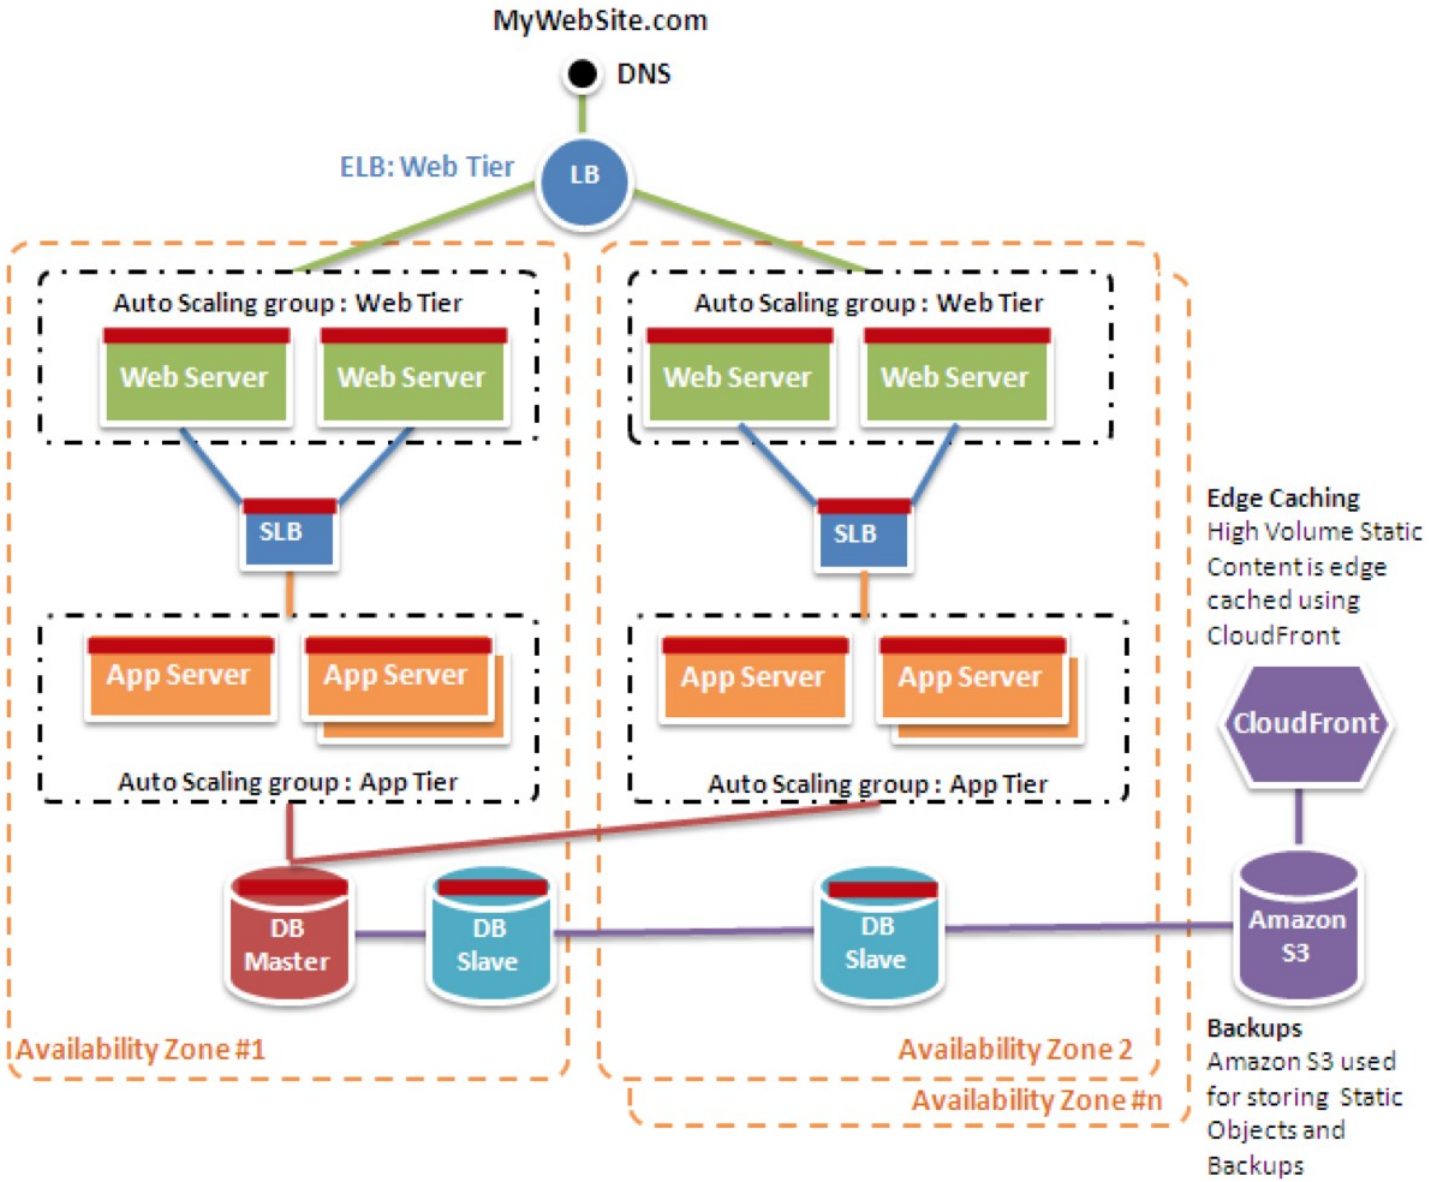 MyWebSite.com
DNS
ELB: Web Tier
LB
Auto Scaling group : Web Tier
Web Server
Web Server
SLB
App Server
App Server
Auto Scaling group : App Tier
DB
Master
DB
Slave
Availability Zone #1
Auto Scaling group : Web Tier
Web Server
Web Server
SLB
App Server
App Server
Auto Scaling group : App Tier
DB
Slave
Availability Zone 2
Availability Zone #n
Edge Caching
High Volume Static
Content is edge
cached using
CloudFront
CloudFront
Amazon
S3
Backups
Amazon S3 used
for storing Static
Objects and
Backups